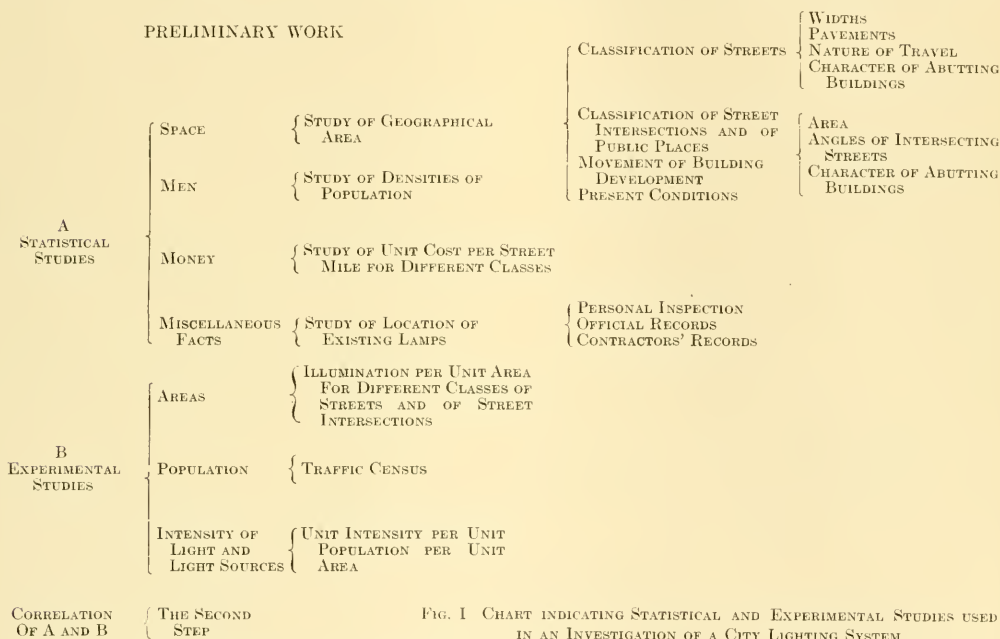 PRELIMINARY WORK
A
STATISTICAL
STUDIES
SPACE
STUDY OF GEOGRAPHICAL
AREA
CLASSIFICATION OF STREETS
WIDTHS
PAVEMENTS
NATURE OF TRAVEL
CHARACTER OF ABUTTING
BUILDINGS
CLASSIFICATION OF STREET
INTERSECTIONS AND OF
PUBLIC PLACES
AREA
ANGLES OF INTERSECTING
STREETS
CHARACTER OF ABUTTING
BUILDINGS
MOVEMENT OF BUILDING
DEVELOPMENT
PRESENT CONDITIONS
MEN
STUDY OF DENSITIES OF
POPULATION
MONEY
STUDY OF UNIT COST PER STREET
MILE FOR DIFFERENT CLASSES
MISCELLANEOUS
FACTS
STUDY OF LOCATION OF
EXISTING LAMPS
PERSONAL INSPECTION
OFFICIAL RECORDS
CONTRACTORS' RECORDS
B
EXPERIMENTAL
STUDIES
AREAS
ILLUMINATION PER UNIT AREA
FOR DIFFERENT CLASSES OF
STREETS AND OF STREET
INTERSECTIONS
POPULATION
TRAFFIC CENSUS
INTENSITY OF
LIGHT AND
LIGHT SOURCES
UNIT INTENSITY PER UNIT
POPULATION PER UNIT
AREA
CORRELATION
OF A AND B
THE SECOND
STEP
FIG. I CHART INDICATING STATISTICAL AND EXPERIMENTAL STUDIES USED
IN AN INVESTIGATION OF A CITY LIGHTING SYSTEM